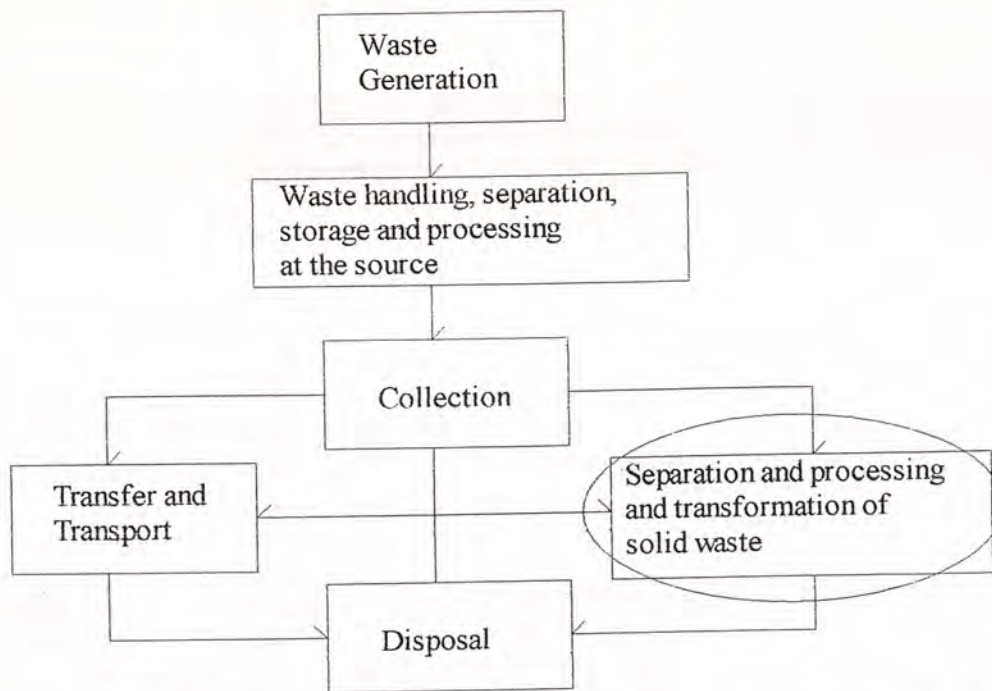 Waste
Generation
Waste handling, separation,
storage and processing
at the source
Collection
Transfer and
Transport
Separation and processing
and transformation of
solid waste
Disposal